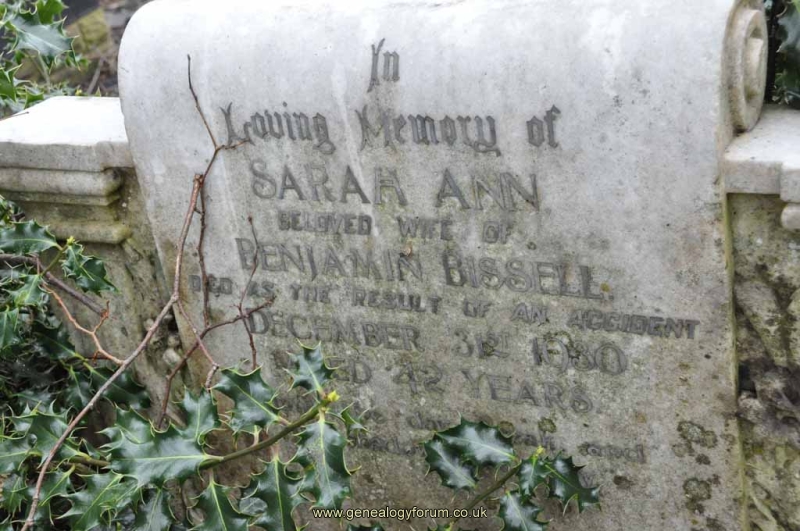 In
Loving Memory of
SARAH ANN
BELOVED WIFE OF
BENJAMIN BISSELL,
DIED AS THE RESULT OF AN ACCIDENT
DECEMBER 31ST 1930
42 YEARS.
www.genealogyforum.co.uk